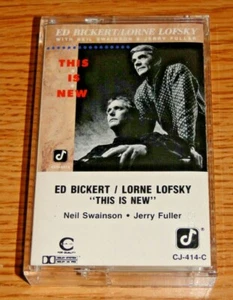 ED BICKERT/LORNE LOFSKY
WITH NEIL SWAINSON & JERRY FULLER
THIS
IS
NEW
ED BICKERT / LORNE LOFSKY
"THIS IS NEW"
Neil Swainson • Jerry Fuller
CJ-414-C